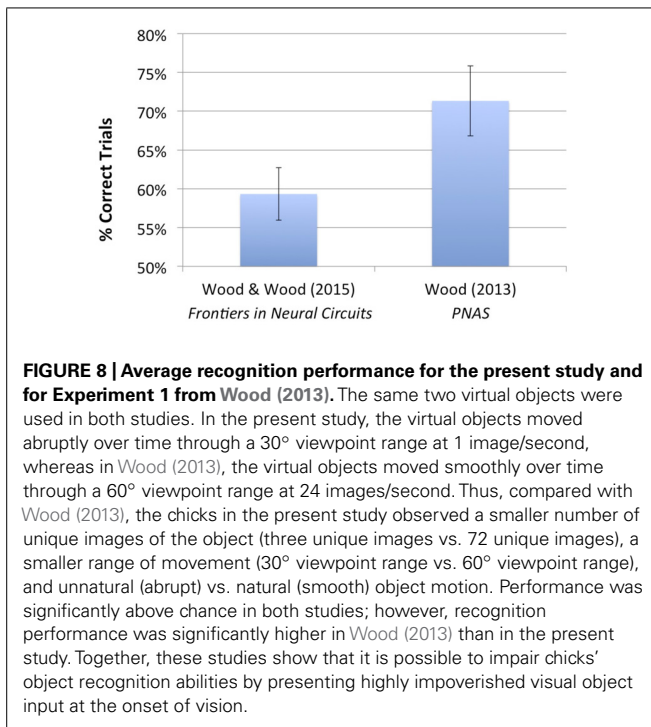 80%
75%
70%
65%
60%
55%
50%
% Correct Trials
Wood & Wood (2015) Wood (2013)
Frontiers in Neural Circuits PNAS
FIGURE 8 | Average recognition performance for the present study and
for Experiment 1 from Wood (2013). The same two virtual objects were
used in both studies. In the present study, the virtual objects moved
abruptly over time through a 30° viewpoint range at 1 image/second,
whereas in Wood (2013), the virtual objects moved smoothly over time
through a 60° viewpoint range at 24 images/second. Thus, compared with
Wood (2013), the chicks in the present study observed a smaller number of
unique images of the object (three unique images vs. 72 unique images), a
smaller range of movement (30° viewpoint range vs. 60° viewpoint range),
and unnatural (abrupt) vs. natural (smooth) object motion. Performance was
significantly above chance in both studies; however, recognition
performance was significantly higher in Wood (2013) than in the present
study. Together, these studies show that it is possible to impair chicks'
object recognition abilities by presenting highly impoverished visual object
input at the onset of vision.